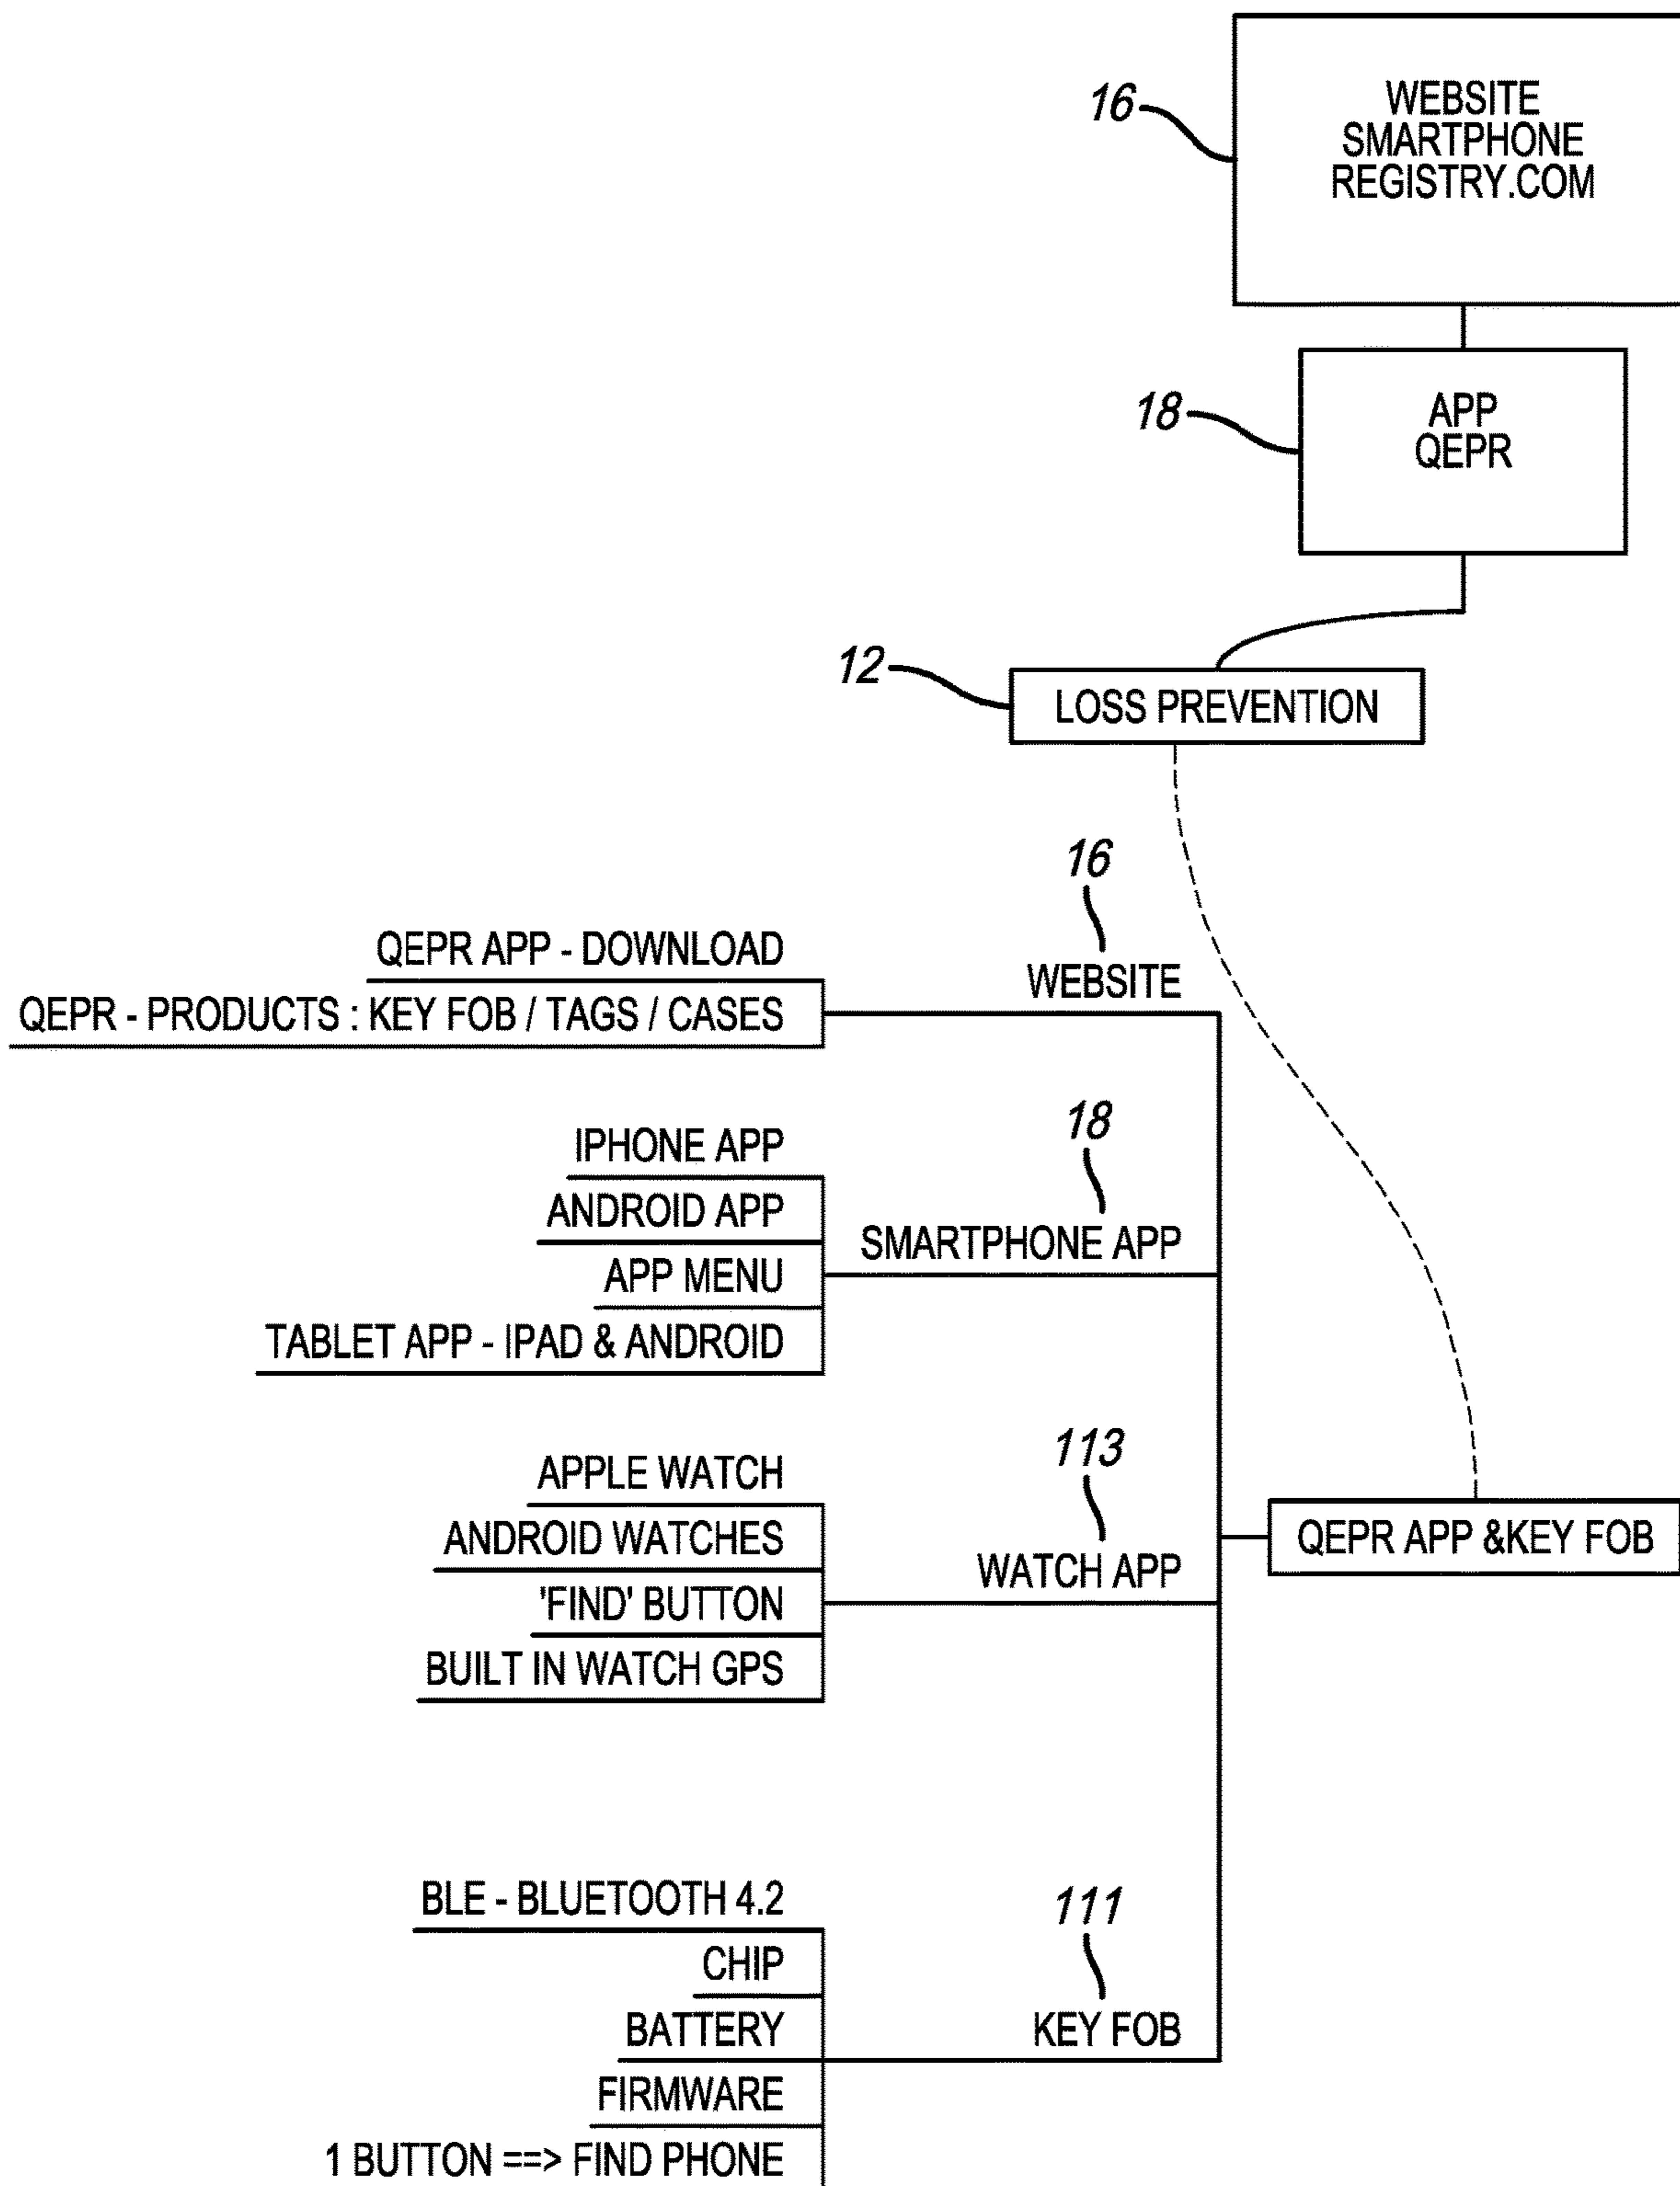 16
WEBSITE
SMARTPHONE
REGISTRY.COM
18
APP
QEPR
12
LOSS PREVENTION
16
WEBSITE
QEPR APP - DOWNLOAD
QEPR - PRODUCTS : KEY FOB / TAGS / CASES
18
SMARTPHONE APP
IPHONE APP
ANDROID APP
APP MENU
TABLET APP - IPAD & ANDROID
113
WATCH APP
APPLE WATCH
ANDROID WATCHES
'FIND' BUTTON
BUILT IN WATCH GPS
QEPR APP &KEY FOB
111
KEY FOB
BLE - BLUETOOTH 4.2
CHIP
BATTERY
FIRMWARE
1 BUTTON ==> FIND PHONE